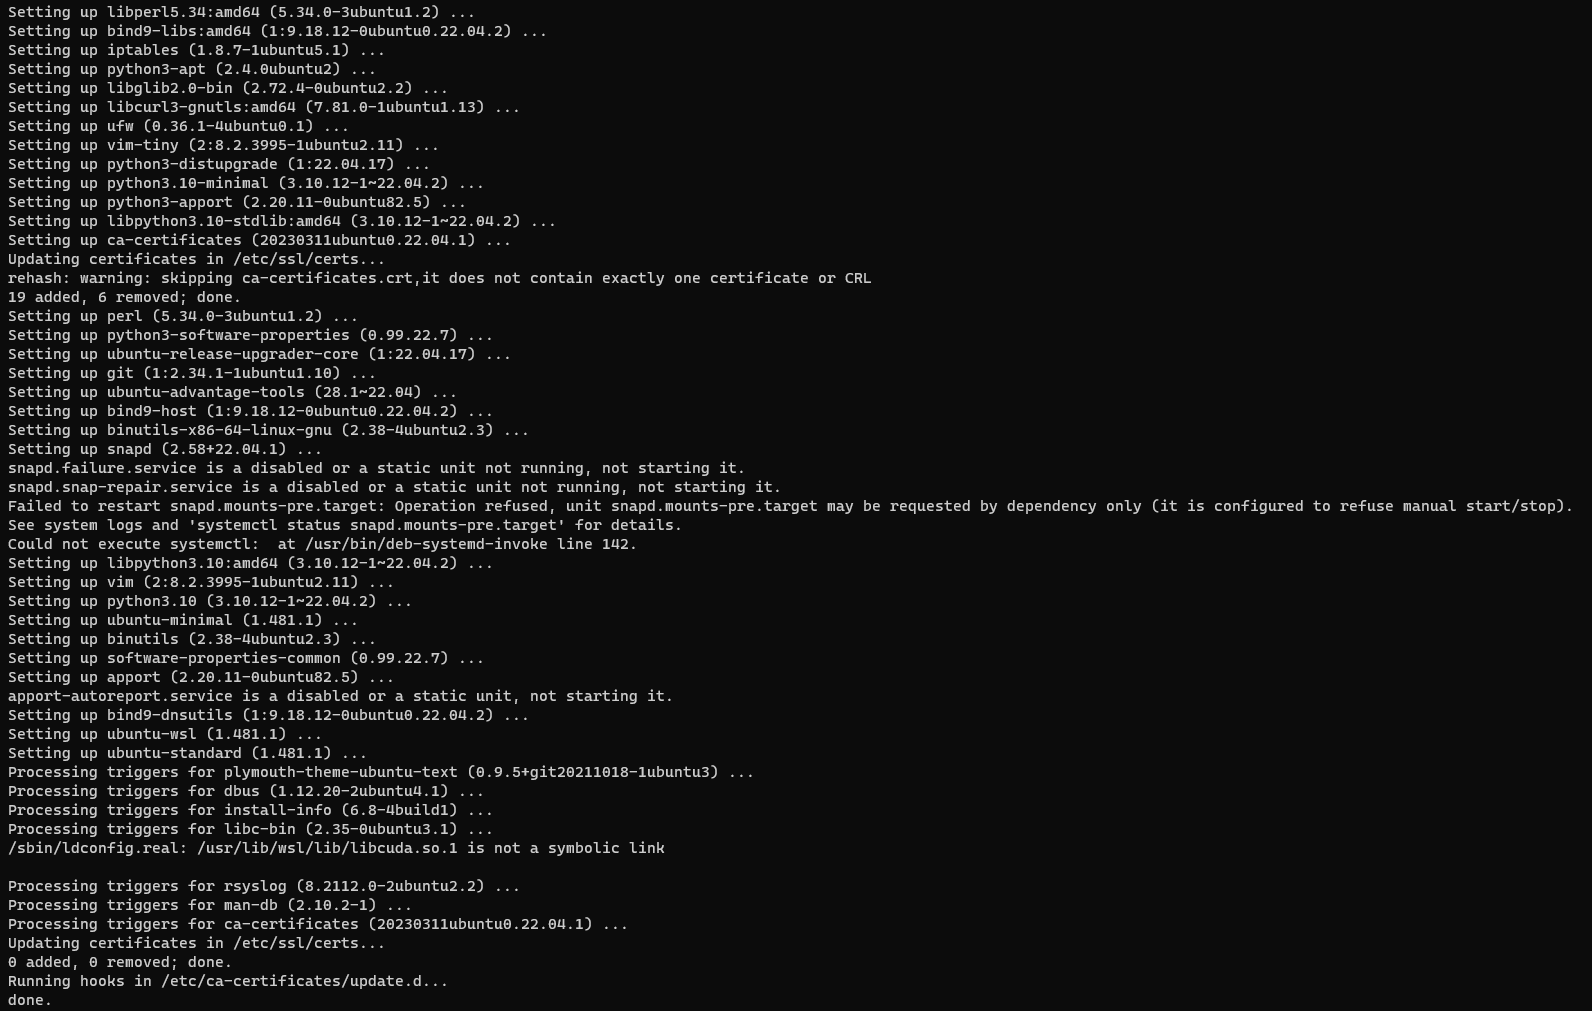 Setting up libperl5.34:amd64 (5.34.0-3ubuntu1.2) ...
Setting up bind9-libs:amd64 (1:9.18.12-0ubuntu0.22.04.2) ...
Setting up iptables (1.8.7-1ubuntu5.1) ...
Setting up python3-apt (2.4.0ubuntu2) ...
Setting up libglib2.0-bin (2.72.4-0ubuntu2.2) ...
Setting up libcurl3-gnutls:amd64 (7.81.0-1ubuntu1.13) ...
Setting up ufw (0.36.1-4ubuntu0.1) ...
Setting up vim-tiny (2:8.2.3995-1ubuntu2.11) ...
Setting up python3-distupgrade (1:22.04.17) ...
Setting up python3.10-minimal (3.10.12-1~22.04.2) ...
Setting up python3-apport (2.20.11-0ubuntu82.5) ...
Setting up libpython3.10-stdlib:amd64 (3.10.12-1~22.04.2) ...
Setting up ca-certificates (20230311ubuntu0.22.04.1) ...
Updating certificates in /etc/ssl/certs...
rehash: warning: skipping ca-certificates.crt,it does not contain exactly one certificate or CRL
19 added, 6 removed; done.
Setting up perl (5.34.0-3ubuntu1.2) ...
Setting up python3-software-properties (0.99.22.7) ...
Setting up ubuntu-release-upgrader-core (1:22.04.17) ...
Setting up git (1:2.34.1-1ubuntu1.10) ...
Setting up ubuntu-advantage-tools (28.1~22.04) ...
Setting up bind9-host (1:9.18.12-0ubuntu0.22.04.2) ...
Setting up binutils-x86-64-linux-gnu (2.38-4ubuntu2.3) ...
Setting up snapd (2.58+22.04.1) ...
snapd.failure.service is a disabled or a static unit not running, not starting it.
snapd.snap-repair.service is a disabled or a static unit not running, not starting it.
Failed to restart snapd.mounts-pre.target: Operation refused, unit snapd.mounts-pre.target may be requested by dependency only (it is configured to refuse manual start/stop).
See system logs and 'systemctl status snapd.mounts-pre.target' for details.
Could not execute systemctl:  at /usr/bin/deb-systemd-invoke line 142.
Setting up libpython3.10:amd64 (3.10.12-1~22.04.2) ...
Setting up vim (2:8.2.3995-1ubuntu2.11) ...
Setting up python3.10 (3.10.12-1~22.04.2) ...
Setting up ubuntu-minimal (1.481.1) ...
Setting up binutils (2.38-4ubuntu2.3) ...
Setting up software-properties-common (0.99.22.7) ...
Setting up apport (2.20.11-0ubuntu82.5) ...
apport-autoreport.service is a disabled or a static unit, not starting it.
Setting up bind9-dnsutils (1:9.18.12-0ubuntu0.22.04.2) ...
Setting up ubuntu-wsl (1.481.1) ...
Setting up ubuntu-standard (1.481.1) ...
Processing triggers for plymouth-theme-ubuntu-text (0.9.5+git20211018-1ubuntu3) ...
Processing triggers for dbus (1.12.20-2ubuntu4.1) ...
Processing triggers for install-info (6.8-4build1) ...
Processing triggers for libc-bin (2.35-0ubuntu3.1) ...
/sbin/ldconfig.real: /usr/lib/wsl/lib/libcuda.so.1 is not a symbolic link

Processing triggers for rsyslog (8.2112.0-2ubuntu2.2) ...
Processing triggers for man-db (2.10.2-1) ...
Processing triggers for ca-certificates (20230311ubuntu0.22.04.1) ...
Updating certificates in /etc/ssl/certs...
0 added, 0 removed; done.
Running hooks in /etc/ca-certificates/update.d...
done.